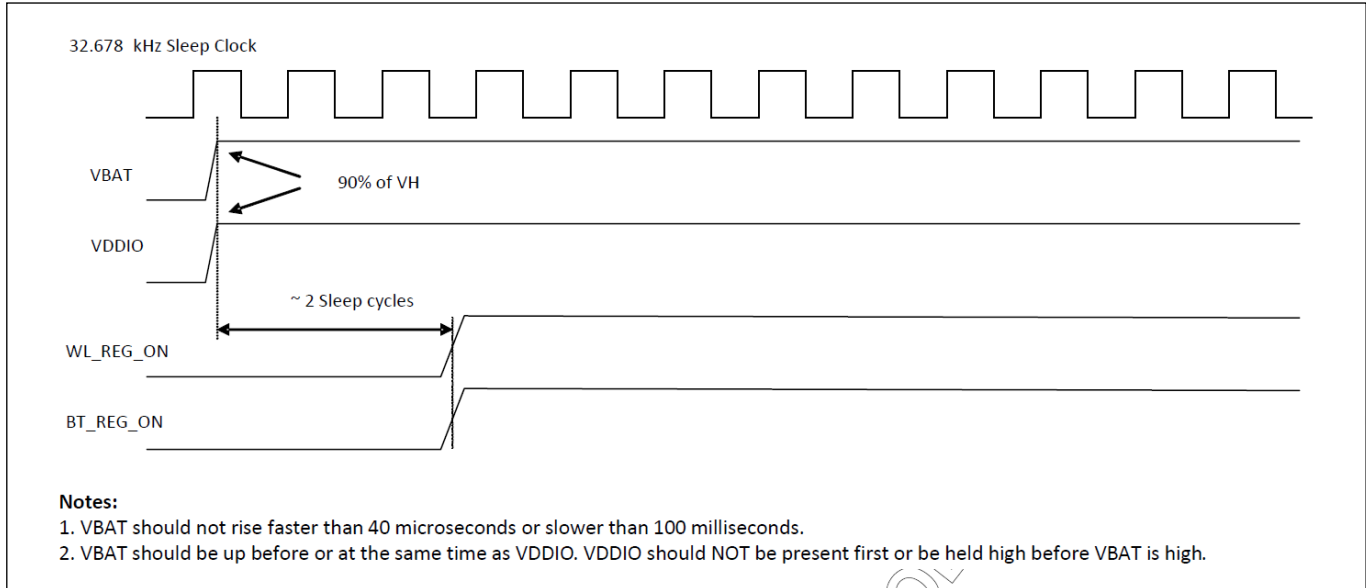 32.678 kHz Sleep Clock
VBAT
90% of VH
VDDIO
~ 2 Sleep cycles
WL_REG_ON
BT_REG_ON
Notes:
1. VBAT should not rise faster than 40 microseconds or slower than 100 milliseconds.
2. VBAT should be up before or at the same time as VDDIO. VDDIO should NOT be present first or be held high before VBAT is high.